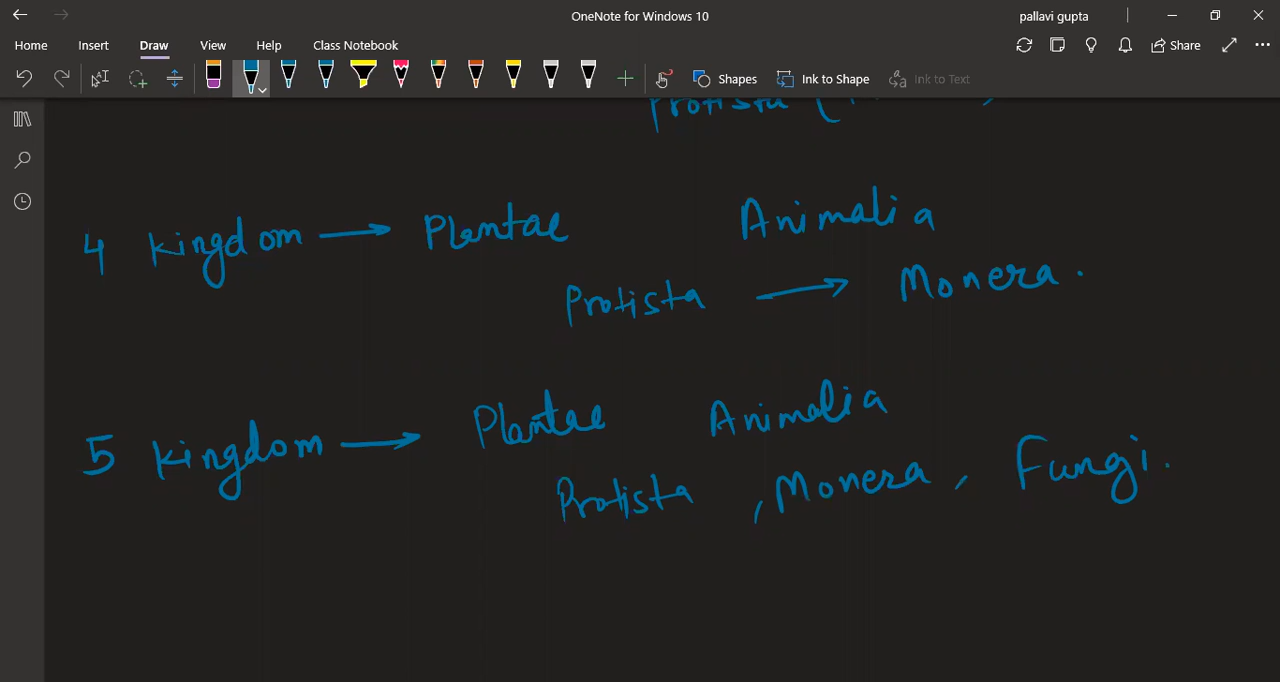 OneNote for Windows 10
pallavi gupta
Home Insert Draw View Help Class Notebook
Share
Shapes Ink to Shape Ink to Text
Protista (
4 Kingdom → Plantae Animalia
Protista → Monera.
5 Kingdom → Plantae Animalia
Protista , Monera, Fungi.